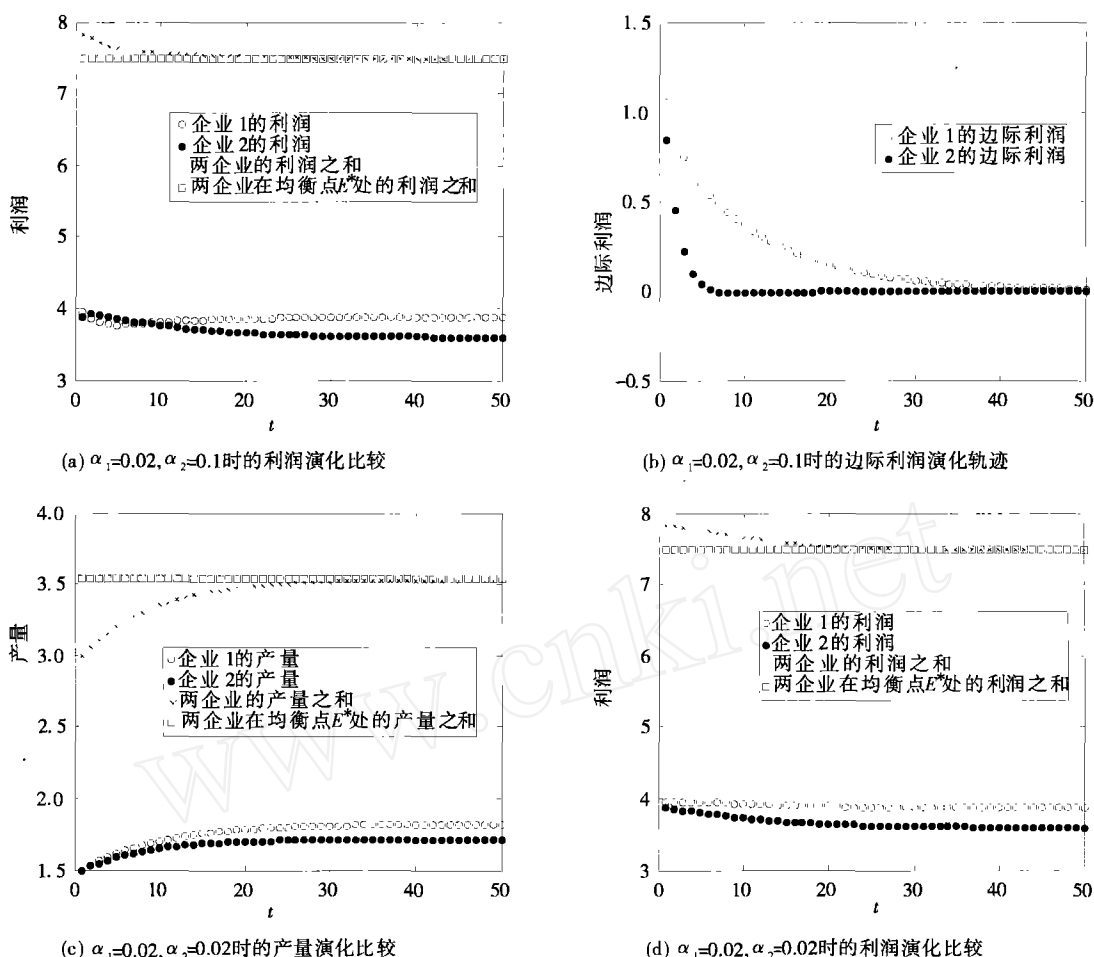 8
7
6
5
4
3
利润
企业1的利润
企业2的利润
两企业的利润之和
两企业在均衡点E*处的利润之和
0 10 20 30 40 50
t
(a) α₁=0.02, α₂=0.1时的利润演化比较
1.5
1.0
0.5
0
-0.5
边际利润
企业1的边际利润
企业2的边际利润
0 10 20 30 40 50
t
(b) α₁=0.02, α₂=0.1时的边际利润演化轨迹
4.0
3.5
3.0
2.5
2.0
1.5
产量
企业1的产量
企业2的产量
两企业的产量之和
两企业在均衡点E*处的产量之和
0 10 20 30 40 50
t
(c) α₁=0.02, α₂=0.02时的产量演化比较
8
7
6
5
4
3
利润
企业1的利润
企业2的利润
两企业的利润之和
两企业在均衡点E*处的利润之和
0 10 20 30 40 50
t
(d) α₁=0.02, α₂=0.02时的利润演化比较
www.cnki.net